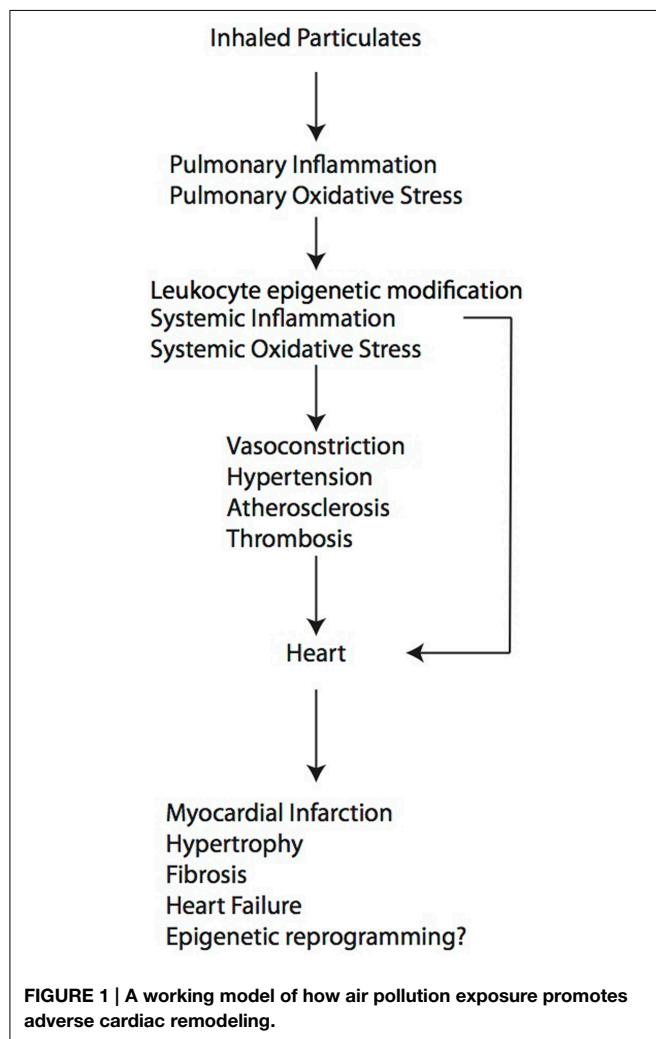 Inhaled Particulates
Pulmonary Inflammation
Pulmonary Oxidative Stress
Leukocyte epigenetic modification
Systemic Inflammation
Systemic Oxidative Stress
Vasoconstriction
Hypertension
Atherosclerosis
Thrombosis
Heart
Myocardial Infarction
Hypertrophy
Fibrosis
Heart Failure
Epigenetic reprogramming?
FIGURE 1 | A working model of how air pollution exposure promotes
adverse cardiac remodeling.